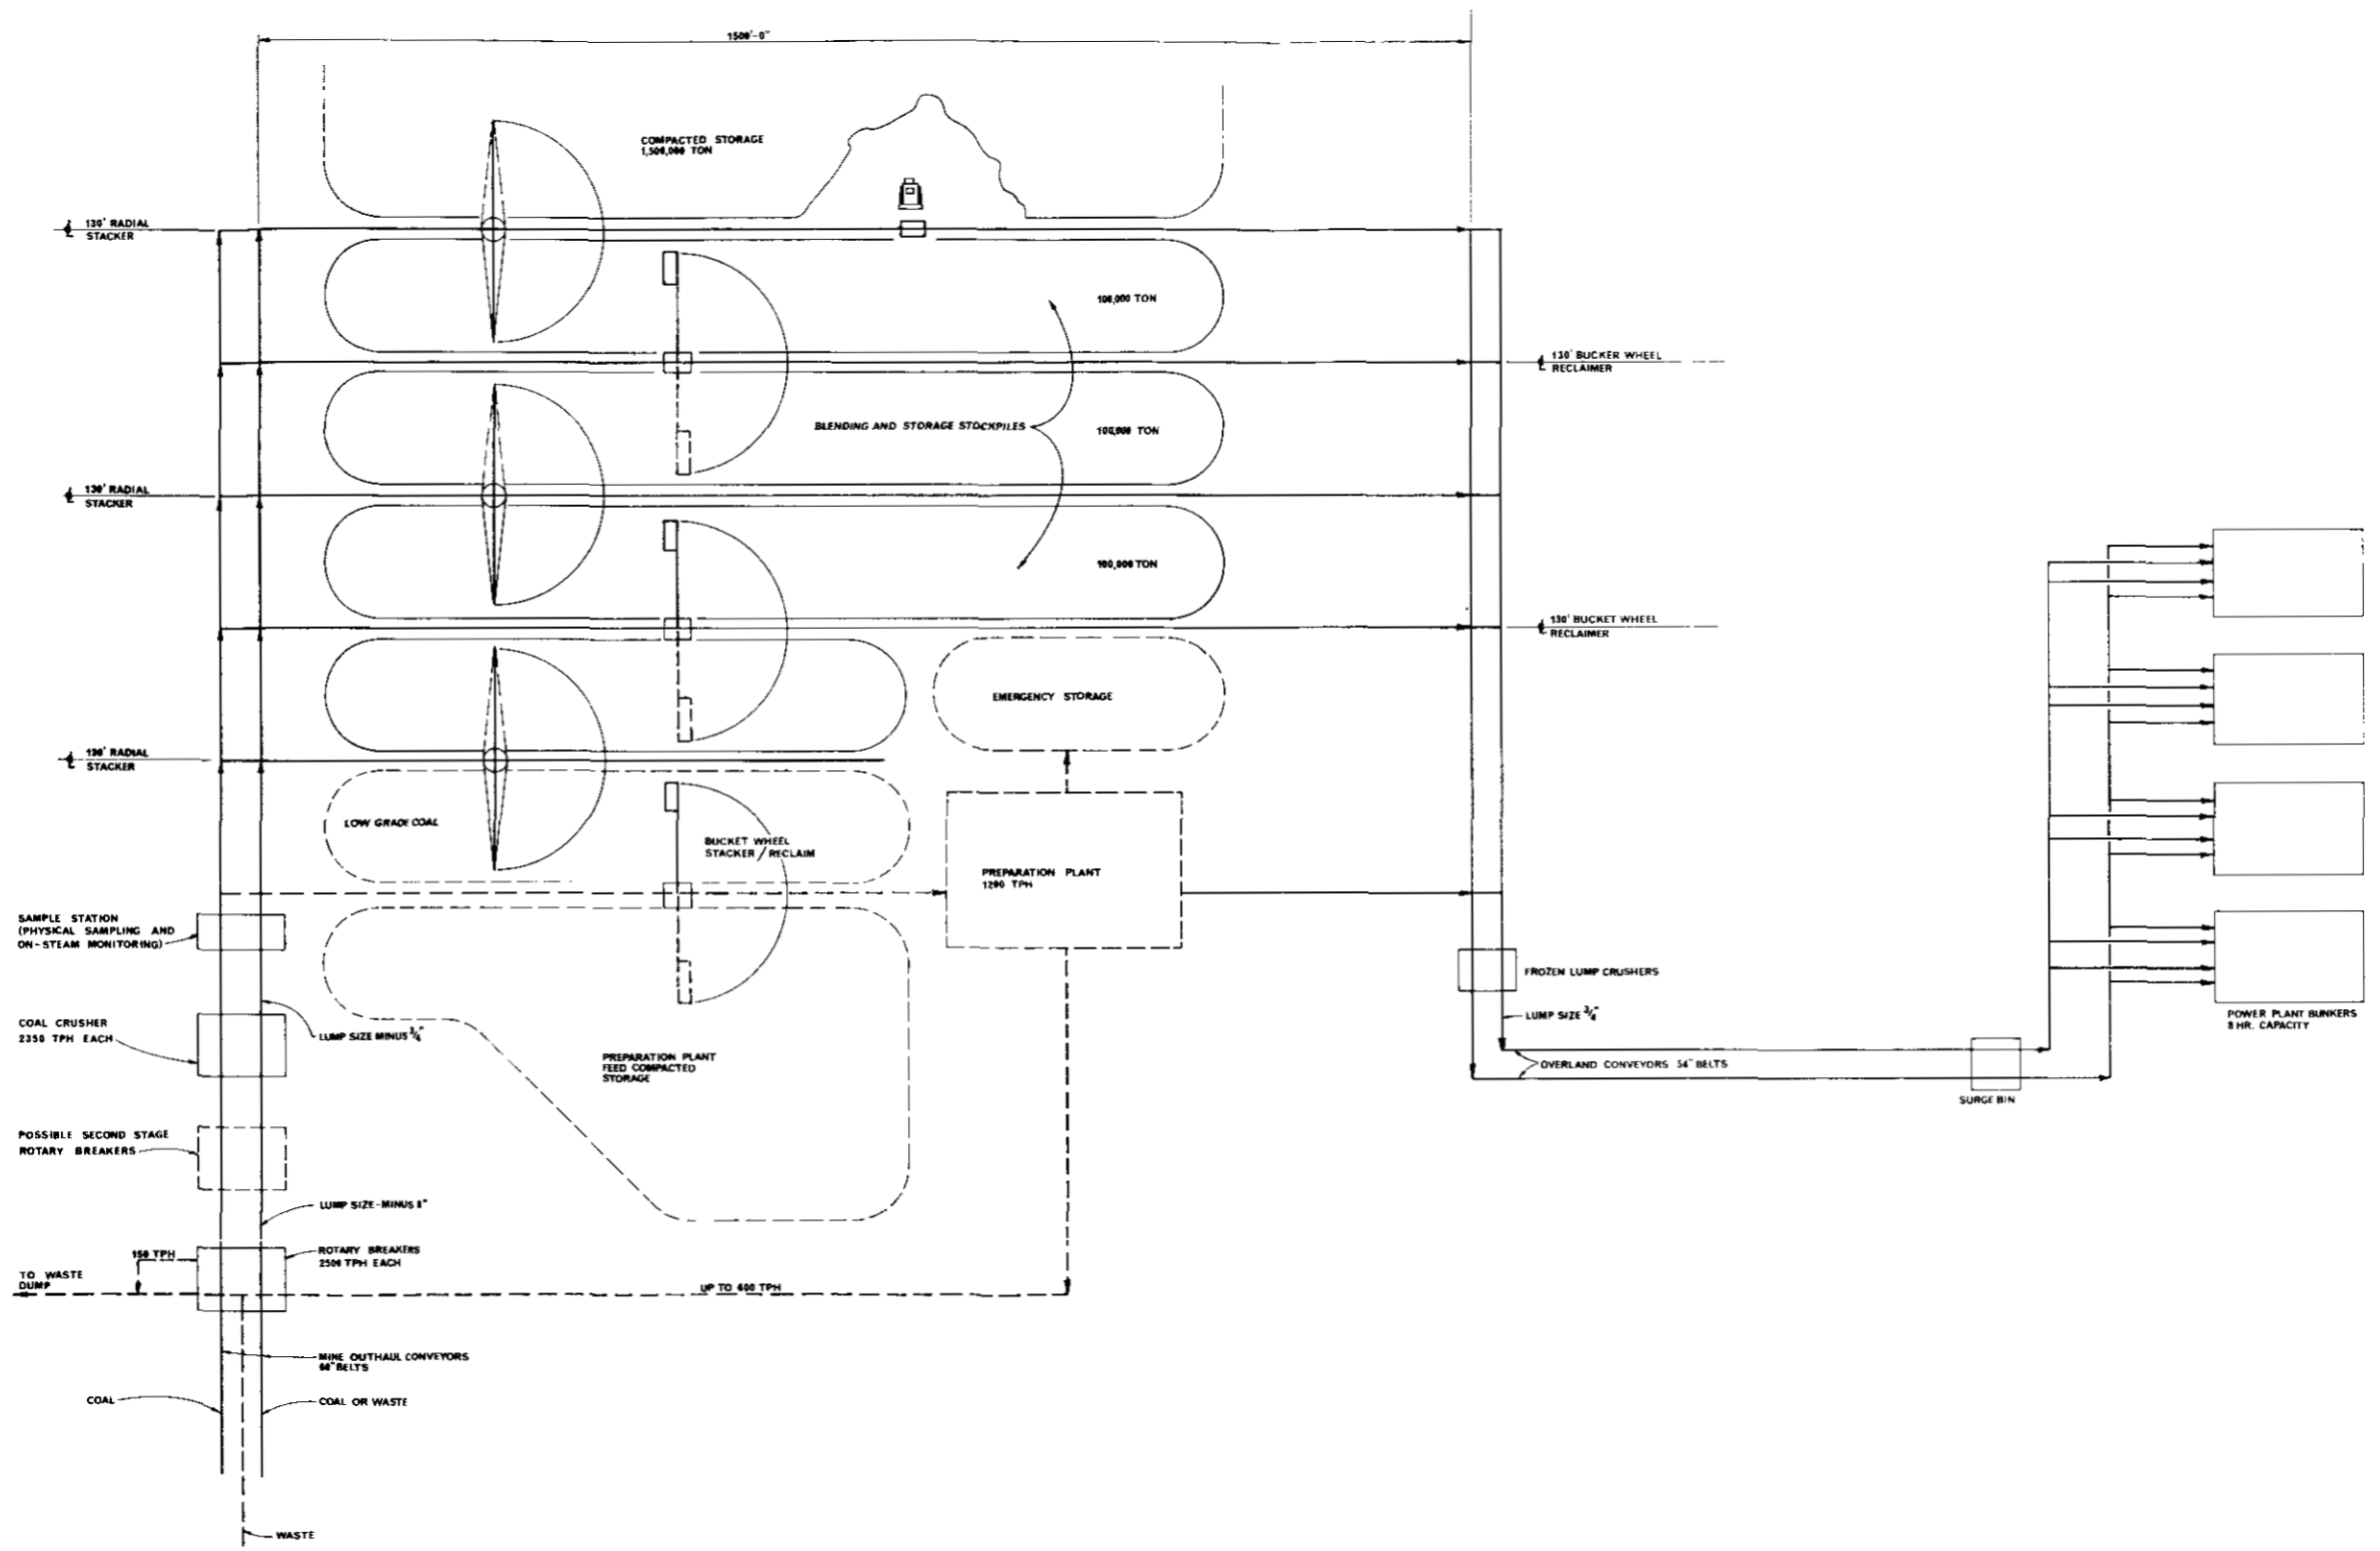 1500'-0"
COMPACTED STORAGE
1,500,000 TON
130' RADIAL
STACKER
100,000 TON
130' BUCKER WHEEL
RECLAIMER
BLENDING AND STORAGE STOCKPILES
100,000 TON
130' RADIAL
STACKER
100,000 TON
130' BUCKET WHEEL
RECLAIMER
EMERGENCY STORAGE
130' RADIAL
STACKER
LOW GRADE COAL
BUCKET WHEEL
STACKER / RECLAIM
PREPARATION PLANT
1200 TPH
SAMPLE STATION
(PHYSICAL SAMPLING AND
ON-STEAM MONITORING)
FROZEN LUMP CRUSHERS
LUMP SIZE 3/4"
POWER PLANT BUNKERS
8 HR. CAPACITY
COAL CRUSHER
2350 TPH EACH
LUMP SIZE MINUS 3/4"
PREPARATION PLANT
FEED COMPACTED
STORAGE
OVERLAND CONVEYORS 54" BELTS
SURGE BIN
POSSIBLE SECOND STAGE
ROTARY BREAKERS
LUMP SIZE-MINUS 8"
150 TPH
ROTARY BREAKERS
2500 TPH EACH
TO WASTE
DUMP
UP TO 600 TPH
MINE OUTHAUL CONVEYORS
60" BELTS
COAL
COAL OR WASTE
WASTE